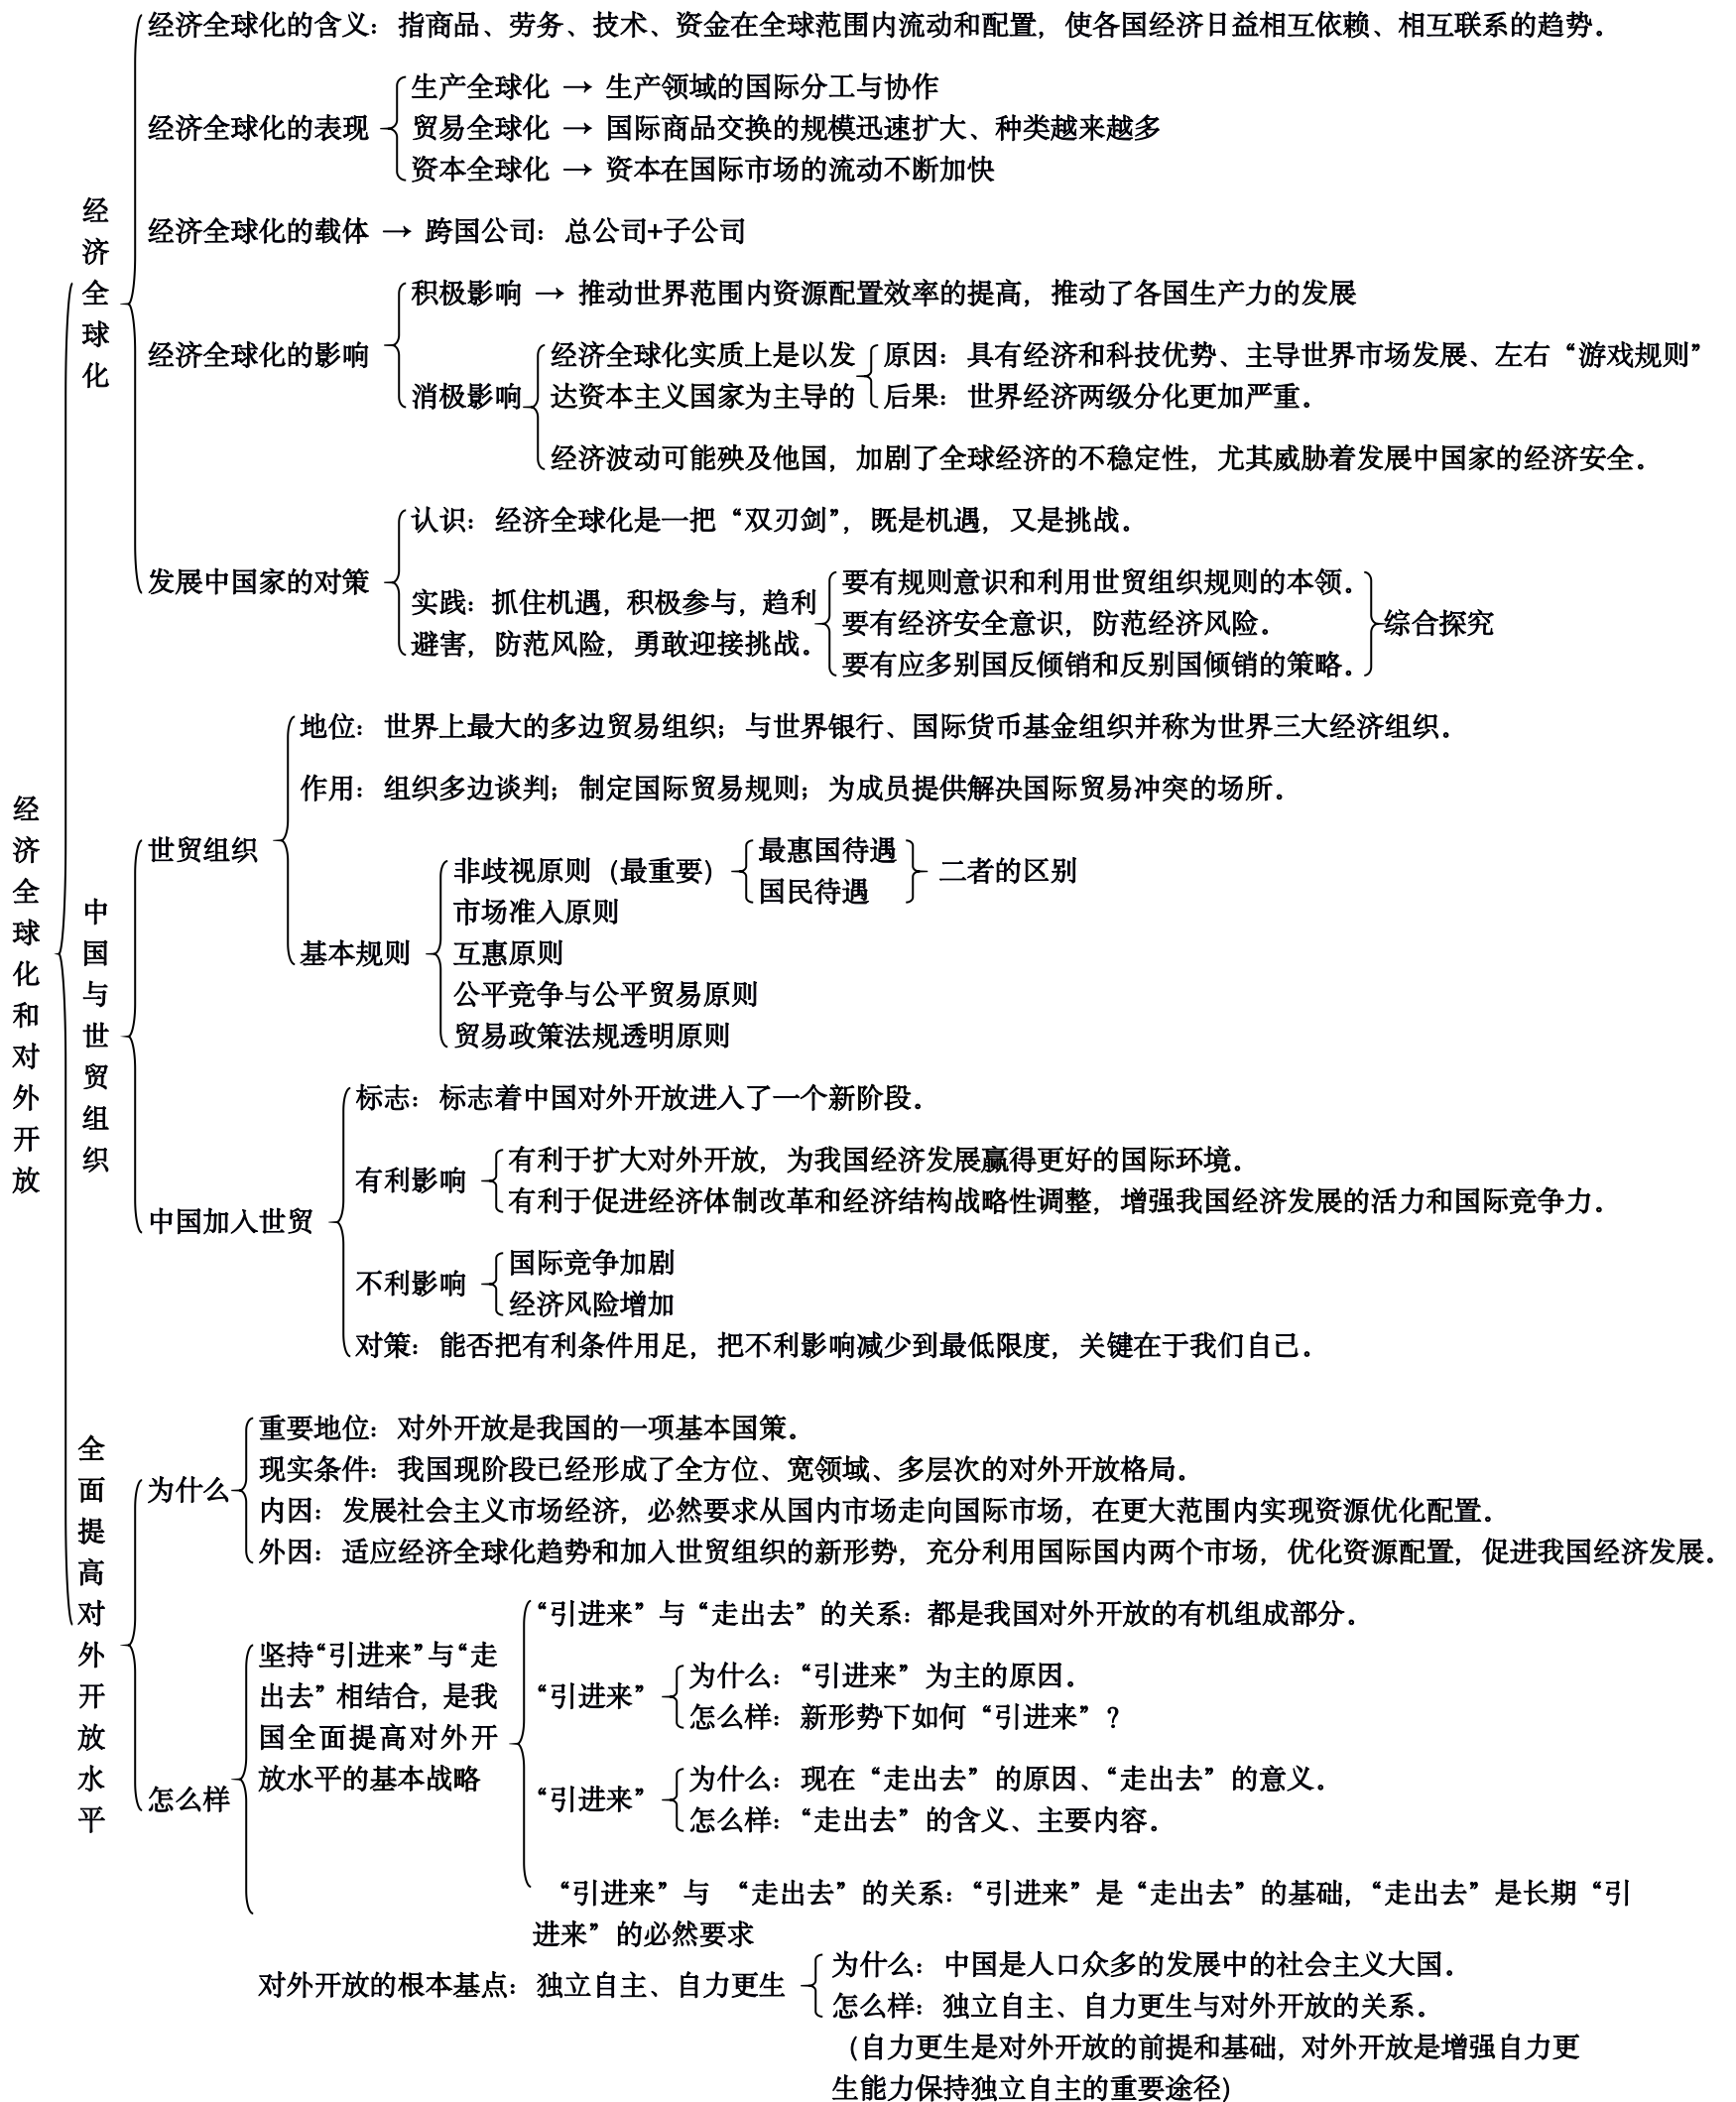 经济全球化和对外开放
经济全球化
经济全球化的含义：指商品、劳务、技术、资金在全球范围内流动和配置，使各国经济日益相互依赖、相互联系的趋势。
经济全球化的表现
生产全球化 → 生产领域的国际分工与协作
贸易全球化 → 国际商品交换的规模迅速扩大、种类越来越多
资本全球化 → 资本在国际市场的流动不断加快
经济全球化的载体 → 跨国公司：总公司+子公司
经济全球化的影响
积极影响 → 推动世界范围内资源配置效率的提高，推动了各国生产力的发展
消极影响
经济全球化实质上是以发
达资本主义国家为主导的
原因：具有经济和科技优势、主导世界市场发展、左右“游戏规则”
后果：世界经济两级分化更加严重。
经济波动可能殃及他国，加剧了全球经济的不稳定性，尤其威胁着发展中国家的经济安全。
发展中国家的对策
认识：经济全球化是一把“双刃剑”，既是机遇，又是挑战。
实践：抓住机遇，积极参与，趋利
避害，防范风险，勇敢迎接挑战。
要有规则意识和利用世贸组织规则的本领。
要有经济安全意识，防范经济风险。
要有应多别国反倾销和反别国倾销的策略。
综合探究
中国与世贸组织
世贸组织
地位：世界上最大的多边贸易组织；与世界银行、国际货币基金组织并称为世界三大经济组织。
作用：组织多边谈判；制定国际贸易规则；为成员提供解决国际贸易冲突的场所。
基本规则
非歧视原则（最重要）
最惠国待遇
国民待遇
二者的区别
市场准入原则
互惠原则
公平竞争与公平贸易原则
贸易政策法规透明原则
中国加入世贸
标志：标志着中国对外开放进入了一个新阶段。
有利影响
有利于扩大对外开放，为我国经济发展赢得更好的国际环境。
有利于促进经济体制改革和经济结构战略性调整，增强我国经济发展的活力和国际竞争力。
不利影响
国际竞争加剧
经济风险增加
对策：能否把有利条件用足，把不利影响减少到最低限度，关键在于我们自己。
全面提高对外开放水平
为什么
重要地位：对外开放是我国的一项基本国策。
现实条件：我国现阶段已经形成了全方位、宽领域、多层次的对外开放格局。
内因：发展社会主义市场经济，必然要求从国内市场走向国际市场，在更大范围内实现资源优化配置。
外因：适应经济全球化趋势和加入世贸组织的新形势，充分利用国际国内两个市场，优化资源配置，促进我国经济发展。
怎么样
坚持“引进来”与“走
出去”相结合，是我
国全面提高对外开
放水平的基本战略
“引进来”与“走出去”的关系：都是我国对外开放的有机组成部分。
“引进来”
为什么：“引进来”为主的原因。
怎么样：新形势下如何“引进来”？
“引进来”
为什么：现在“走出去”的原因、“走出去”的意义。
怎么样：“走出去”的含义、主要内容。
“引进来”与 “走出去”的关系：“引进来”是“走出去”的基础，“走出去”是长期“引
进来”的必然要求
对外开放的根本基点：独立自主、自力更生
为什么：中国是人口众多的发展中的社会主义大国。
怎么样：独立自主、自力更生与对外开放的关系。
（自力更生是对外开放的前提和基础，对外开放是增强自力更
生能力保持独立自主的重要途径）